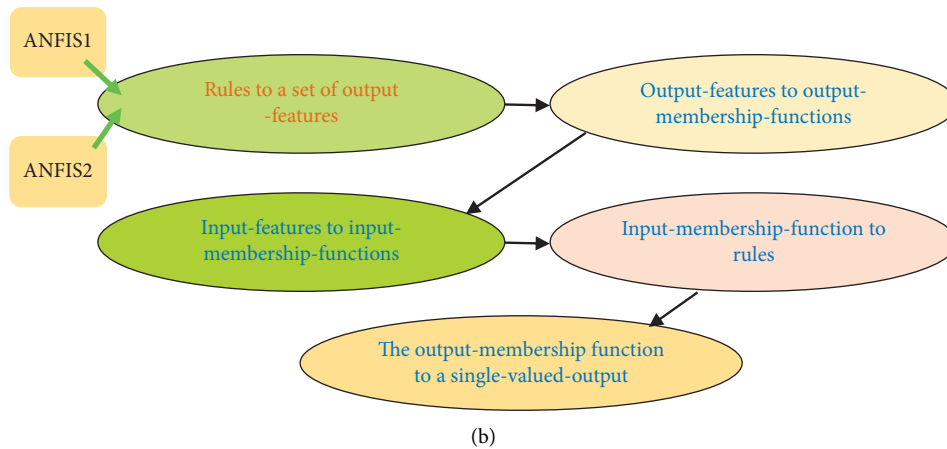 ANFIS1
Rules to a set of output
-features
Output-features to output-
membership-functions
ANFIS2
Input-features to input-
membership-functions
Input-membership-function to
rules
The output-membership function
to a single-valued-output
(b)